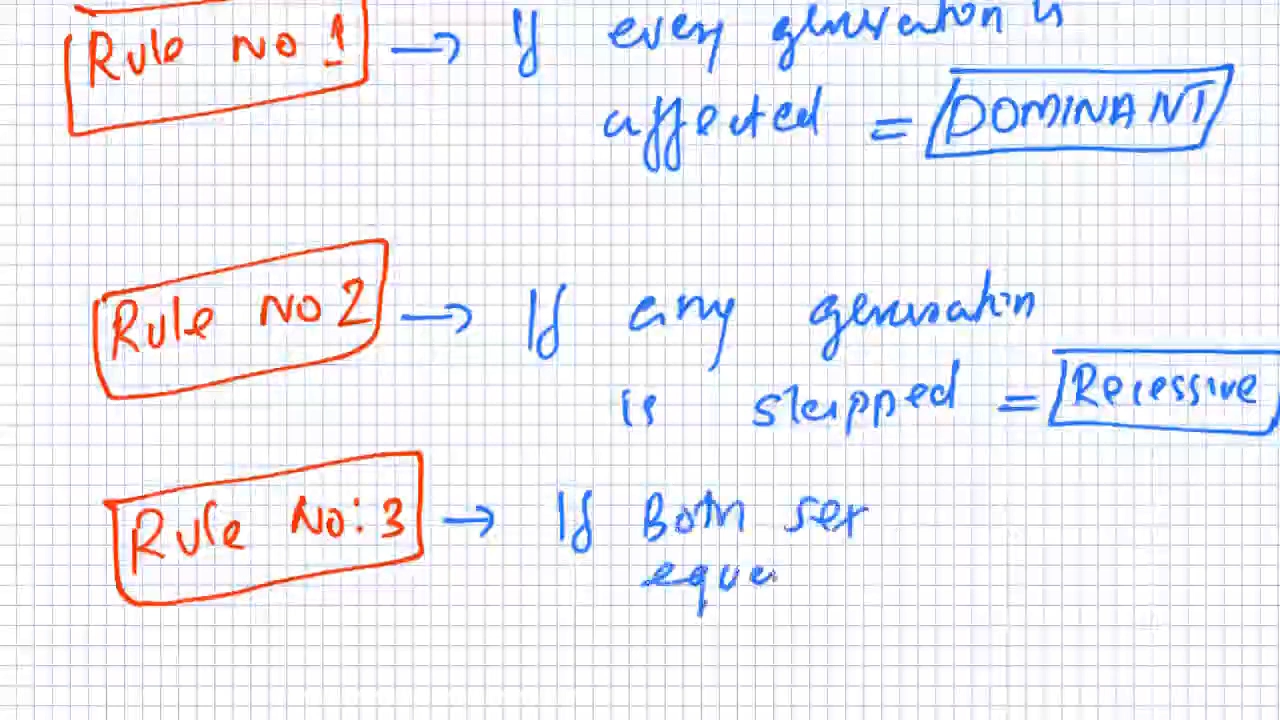 Rule No 1 → If every generation is
affected = DOMINANT
Rule No 2 → If any generation
is skipped = Recessive
Rule No: 3 → If Both sex
eque